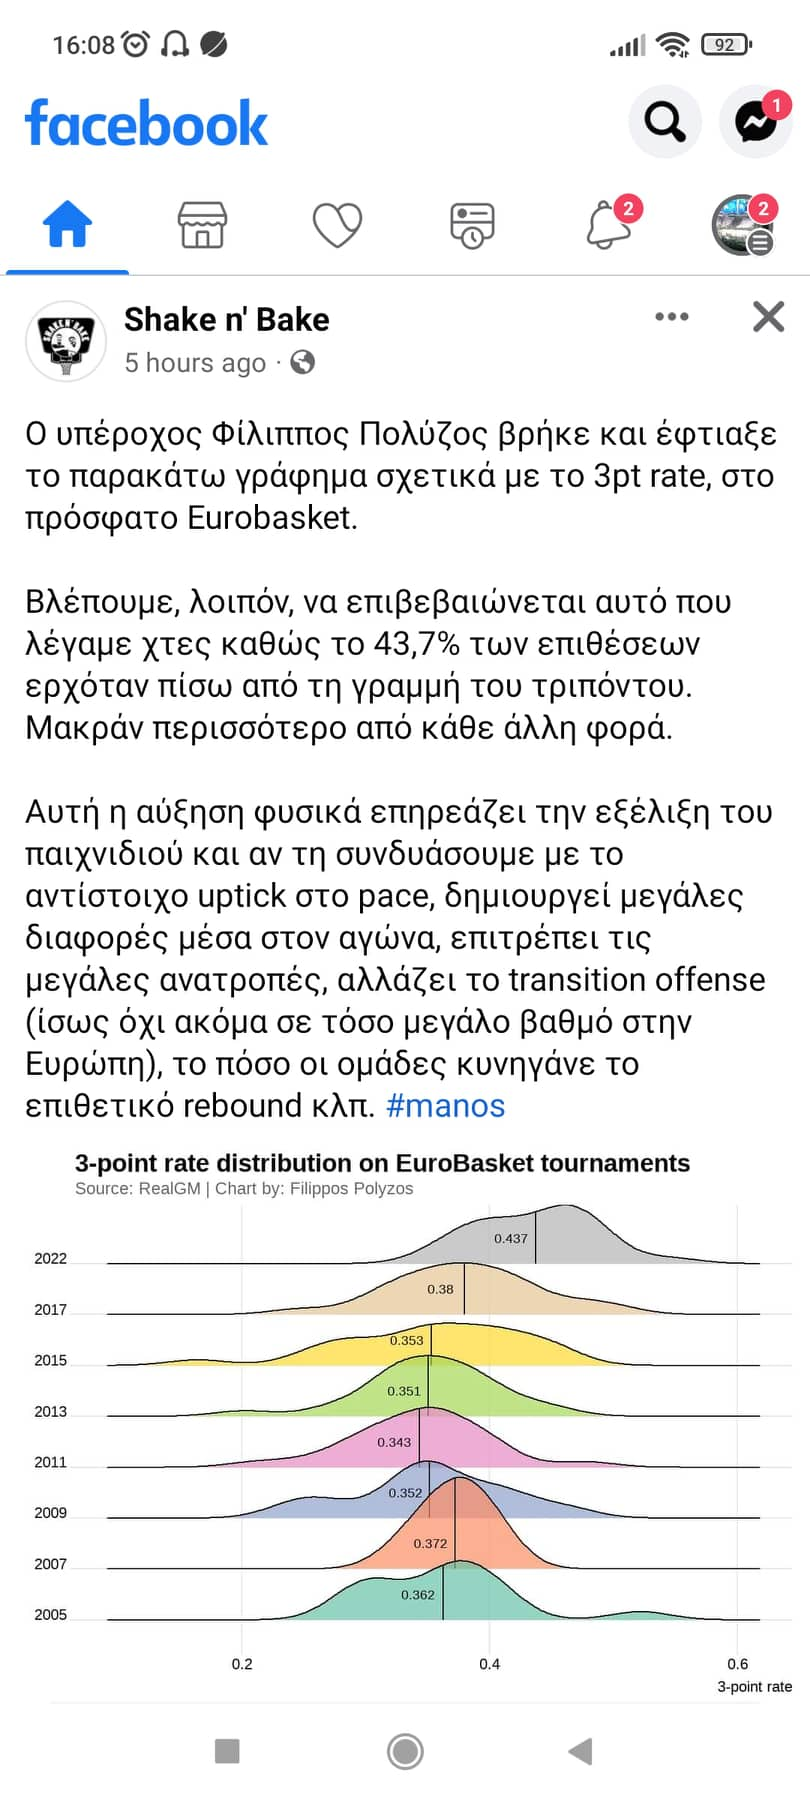 16:08
92
facebook
1
2
2
Shake n' Bake
5 hours ago ·
Ο υπέροχος Φίλιππος Πολύζος βρήκε και έφτιαξε
το παρακάτω γράφημα σχετικά με το 3pt rate, στο
πρόσφατο Eurobasket.
Βλέπουμε, λοιπόν, να επιβεβαιώνεται αυτό που
λέγαμε χτες καθώς το 43,7% των επιθέσεων
ερχόταν πίσω από τη γραμμή του τριπόντου.
Μακράν περισσότερο από κάθε άλλη φορά.
Αυτή η αύξηση φυσικά επηρεάζει την εξέλιξη του
παιχνιδιού και αν τη συνδυάσουμε με το
αντίστοιχο uptick στο pace, δημιουργεί μεγάλες
διαφορές μέσα στον αγώνα, επιτρέπει τις
μεγάλες ανατροπές, αλλάζει το transition offense
(ίσως όχι ακόμα σε τόσο μεγάλο βαθμό στην
Ευρώπη), το πόσο οι ομάδες κυνηγάνε το
επιθετικό rebound κλπ. #manos
3-point rate distribution on EuroBasket tournaments
Source: RealGM | Chart by: Filippos Polyzos
0.437
2022
0.38
2017
0.353
2015
0.351
2013
0.343
2011
0.352
2009
0.372
2007
0.362
2005
0.2 0.4 0.6
3-point rate